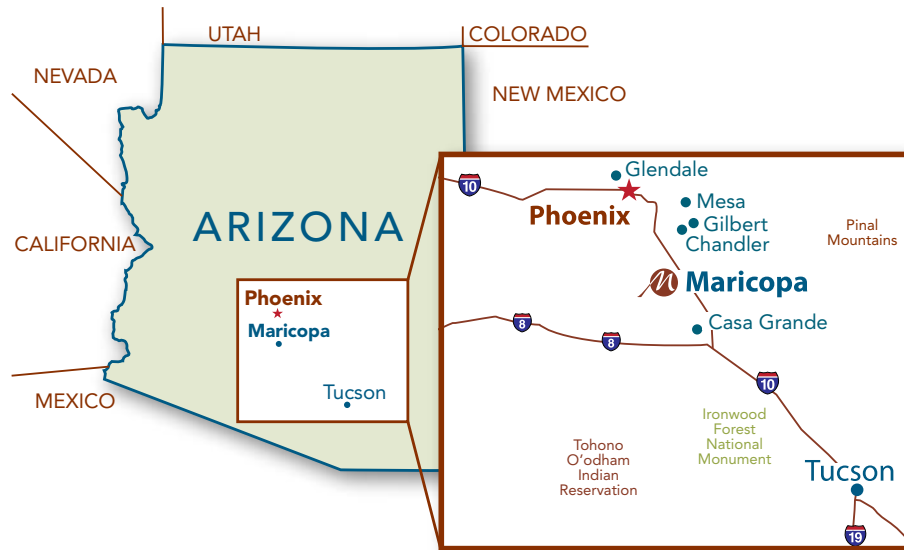 UTAH
COLORADO
NEVADA
NEW MEXICO
ARIZONA
CALIFORNIA
MEXICO
Phoenix
Maricopa
Tucson
Glendale
10
Mesa
Phoenix
Gilbert
Chandler
Pinal
Mountains
Maricopa
8
8
Casa Grande
10
Ironwood
Forest
National
Monument
Tohono
O'odham
Indian
Reservation
Tucson
19